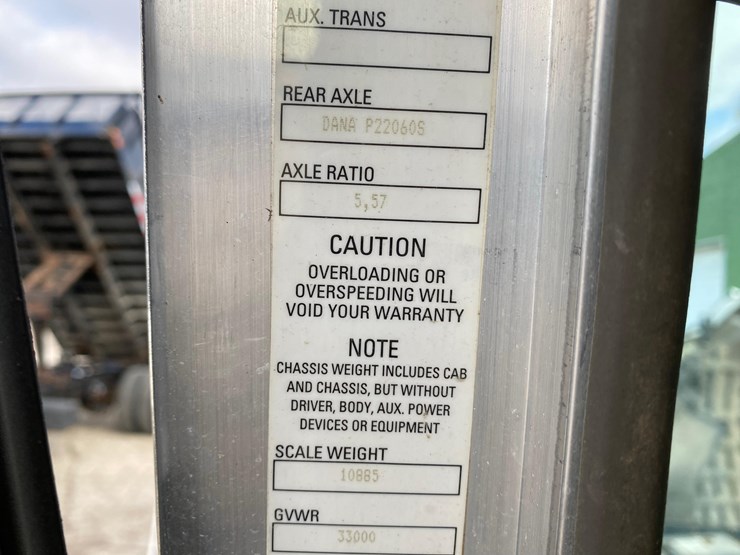 AUX. TRANS
REAR AXLE
DANA P22060S
AXLE RATIO
5,57
CAUTION
OVERLOADING OR
OVERSPEEDING WILL
VOID YOUR WARRANTY
NOTE
CHASSIS WEIGHT INCLUDES CAB
AND CHASSIS, BUT WITHOUT
DRIVER, BODY, AUX. POWER
DEVICES OR EQUIPMENT
SCALE WEIGHT
10885
GVWR
33000